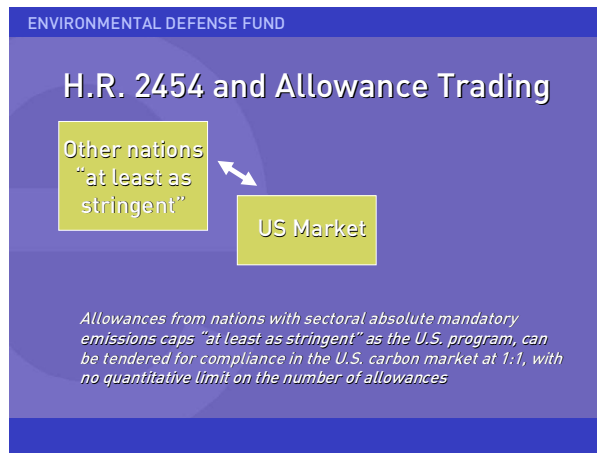 ENVIRONMENTAL DEFENSE FUND
H.R. 2454 and Allowance Trading
Other nations
“at least as
stringent”
US Market
Allowances from nations with sectoral absolute mandatory
emissions caps “at least as stringent” as the U.S. program, can
be tendered for compliance in the U.S. carbon market at 1:1, with
no quantitative limit on the number of allowances